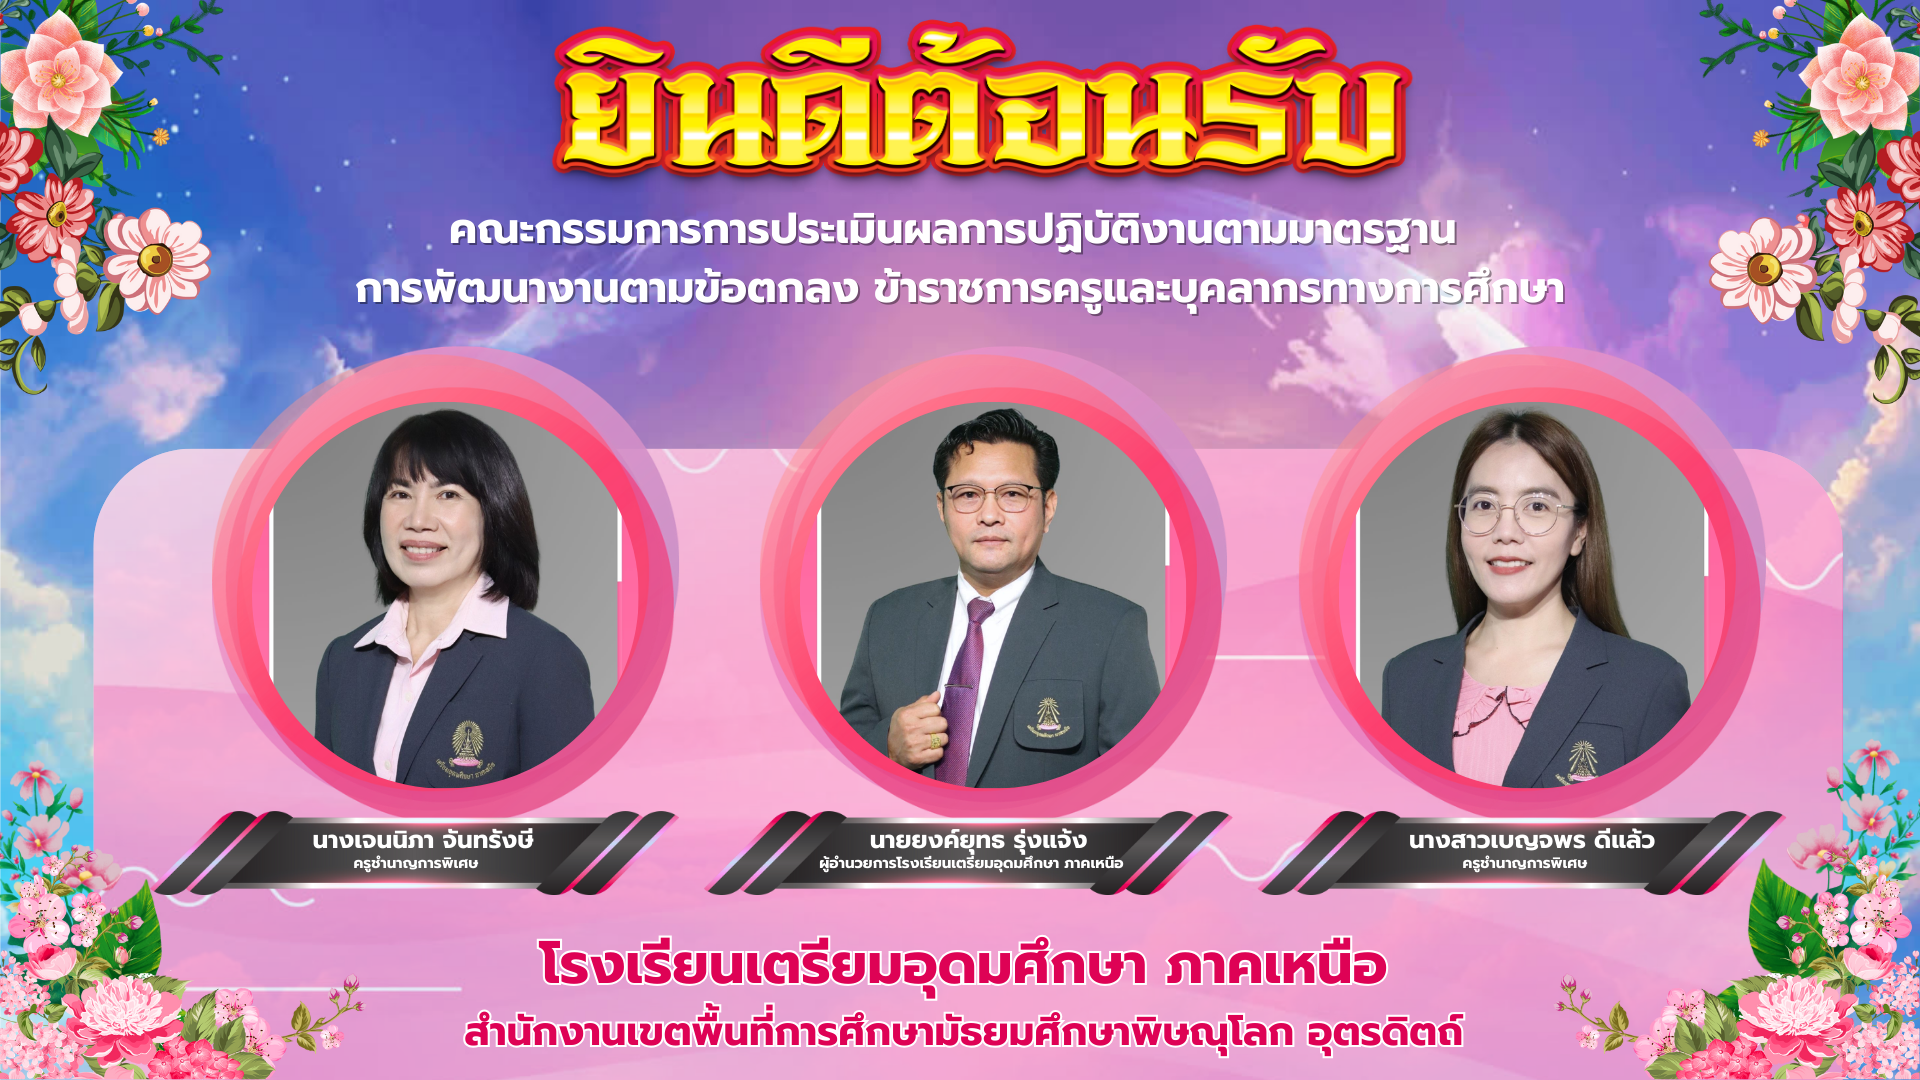 ยินดีต้อนรับ
คณะกรรมการการประเมินผลการปฏิบัติงานตามมาตรฐาน
การพัฒนางานตามข้อตกลง ข้าราชการครูและบุคลากรทางการศึกษา
นางเจนนิภา จันทรังษี
ครูชำนาญการพิเศษ
นายยงค์ยุทธ รุ่งแจ้ง
ผู้อำนวยการโรงเรียนเตรียมอุดมศึกษา ภาคเหนือ
นางสาวเบญจพร ดีแล้ว
ครูชำนาญการพิเศษ
โรงเรียนเตรียมอุดมศึกษา ภาคเหนือ
สำนักงานเขตพื้นที่การศึกษามัธยมศึกษาพิษณุโลก อุตรดิตถ์